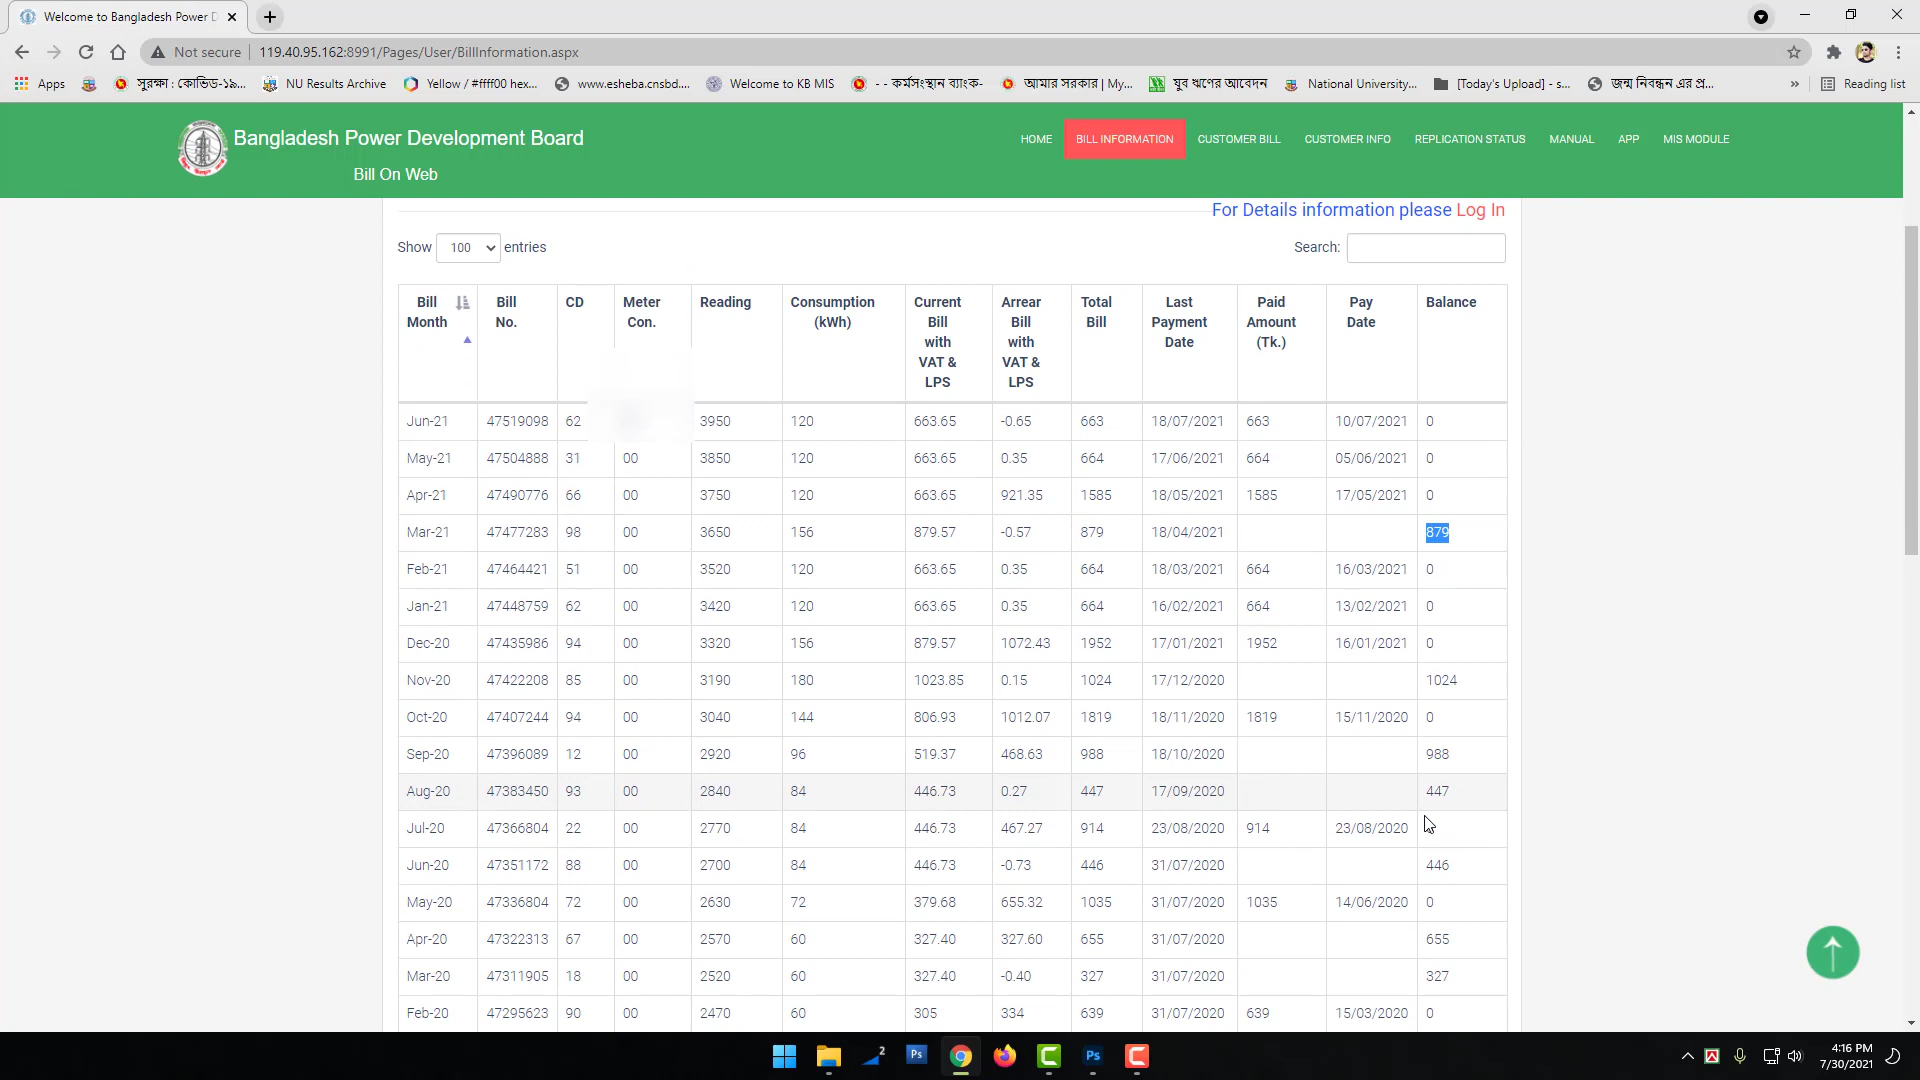 Welcome to Bangladesh Power D
Not secure | 119.40.95.162:8991/Pages/User/BillInformation.aspx
Apps সুরক্ষা : কোভিড-১৯... NU Results Archive Yellow / #ffff00 hex... www.esheba.cnsbd.... Welcome to KB MIS - - কর্মসংস্থান ব্যাংক- আমার সরকার | My... যুব ঋণের আবেদন National University... [Today's Upload] - s... জন্ম নিবন্ধন এর প্র... » Reading list
Bangladesh Power Development Board
Bill On Web
HOME BILL INFORMATION CUSTOMER BILL CUSTOMER INFO REPLICATION STATUS MANUAL APP MIS MODULE
For Details information please Log In
Show 100 entries Search:
Bill Month Bill No. CD Meter Con. Reading Consumption (kWh) Current Bill with VAT & LPS Arrear Bill with VAT & LPS Total Bill Last Payment Date Paid Amount (Tk.) Pay Date Balance
Jun-21 47519098 62 3950 120 663.65 -0.65 663 18/07/2021 663 10/07/2021 0
May-21 47504888 31 00 3850 120 663.65 0.35 664 17/06/2021 664 05/06/2021 0
Apr-21 47490776 66 00 3750 120 663.65 921.35 1585 18/05/2021 1585 17/05/2021 0
Mar-21 47477283 98 00 3650 156 879.57 -0.57 879 18/04/2021 879
Feb-21 47464421 51 00 3520 120 663.65 0.35 664 18/03/2021 664 16/03/2021 0
Jan-21 47448759 62 00 3420 120 663.65 0.35 664 16/02/2021 664 13/02/2021 0
Dec-20 47435986 94 00 3320 156 879.57 1072.43 1952 17/01/2021 1952 16/01/2021 0
Nov-20 47422208 85 00 3190 180 1023.85 0.15 1024 17/12/2020 1024
Oct-20 47407244 94 00 3040 144 806.93 1012.07 1819 18/11/2020 1819 15/11/2020 0
Sep-20 47396089 12 00 2920 96 519.37 468.63 988 18/10/2020 988
Aug-20 47383450 93 00 2840 84 446.73 0.27 447 17/09/2020 447
Jul-20 47366804 22 00 2770 84 446.73 467.27 914 23/08/2020 914 23/08/2020
Jun-20 47351172 88 00 2700 84 446.73 -0.73 446 31/07/2020 446
May-20 47336804 72 00 2630 72 379.68 655.32 1035 31/07/2020 1035 14/06/2020 0
Apr-20 47322313 67 00 2570 60 327.40 327.60 655 31/07/2020 655
Mar-20 47311905 18 00 2520 60 327.40 -0.40 327 31/07/2020 327
Feb-20 47295623 90 00 2470 60 305 334 639 31/07/2020 639 15/03/2020 0
2 Ps Ps 4:16 PM
7/30/2021